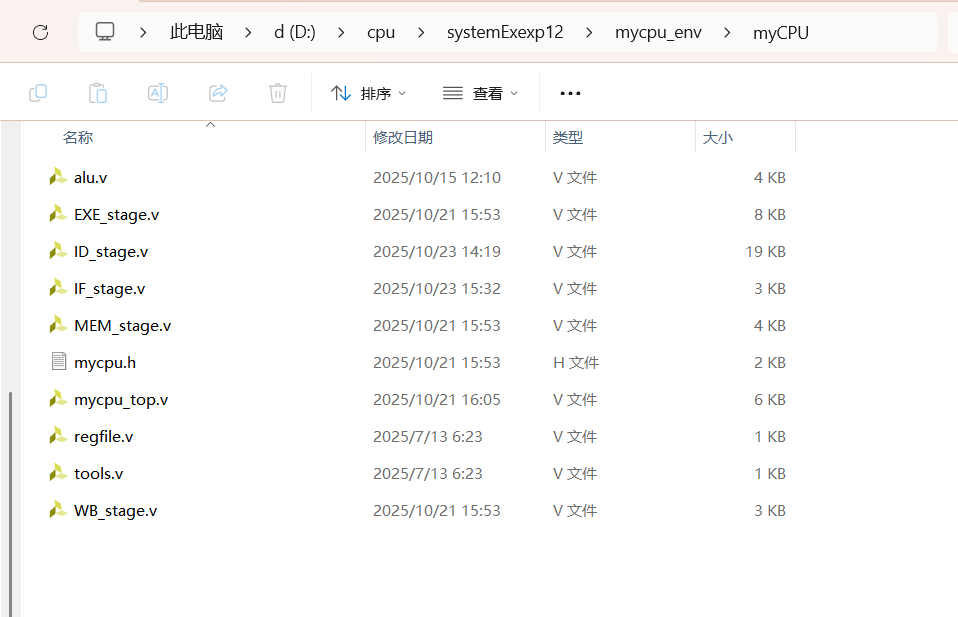 此电脑 > d (D:) > cpu > systemExexp12 > mycpu_env > myCPU
排序 查看
名称 修改日期 类型 大小
alu.v 2025/10/15 12:10 V 文件 4 KB
EXE_stage.v 2025/10/21 15:53 V 文件 8 KB
ID_stage.v 2025/10/23 14:19 V 文件 19 KB
IF_stage.v 2025/10/23 15:32 V 文件 3 KB
MEM_stage.v 2025/10/21 15:53 V 文件 4 KB
mycpu.h 2025/10/21 15:53 H 文件 2 KB
mycpu_top.v 2025/10/21 16:05 V 文件 6 KB
regfile.v 2025/7/13 6:23 V 文件 1 KB
tools.v 2025/7/13 6:23 V 文件 1 KB
WB_stage.v 2025/10/21 15:53 V 文件 3 KB